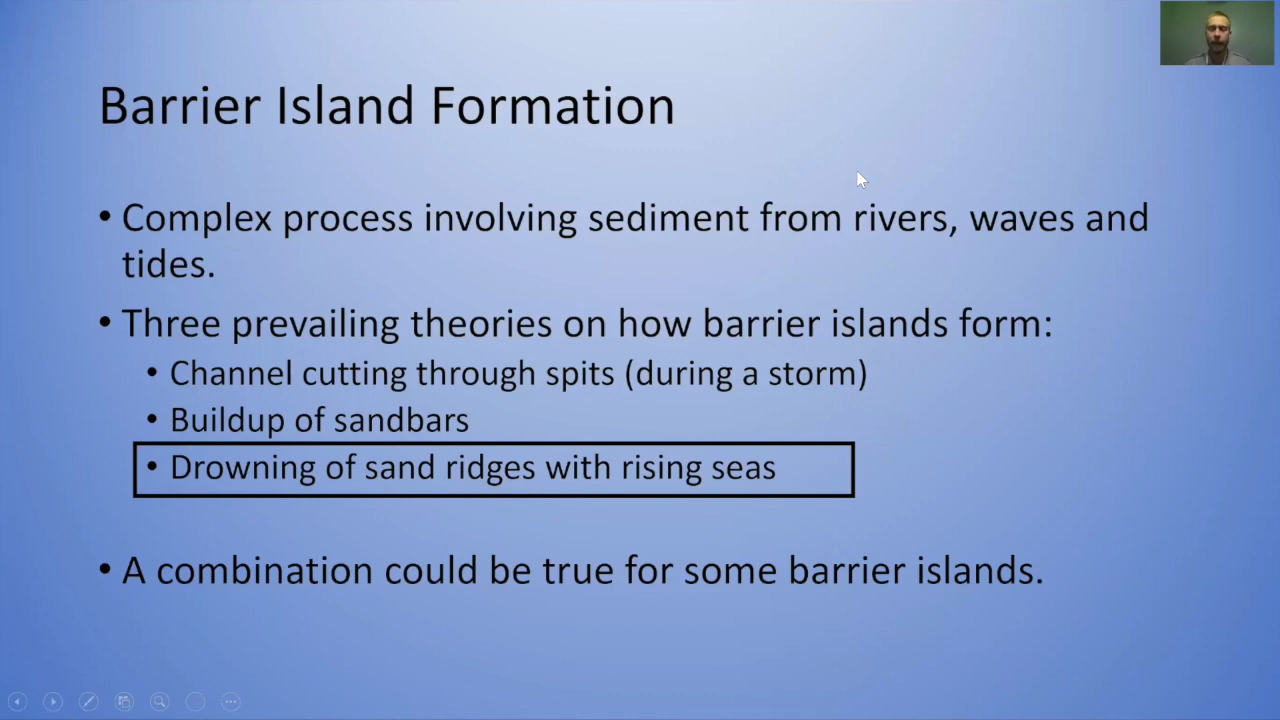 Barrier Island Formation
• Complex process involving sediment from rivers, waves and
tides.
• Three prevailing theories on how barrier islands form:
• Channel cutting through spits (during a storm)
• Buildup of sandbars
• Drowning of sand ridges with rising seas
• A combination could be true for some barrier islands.